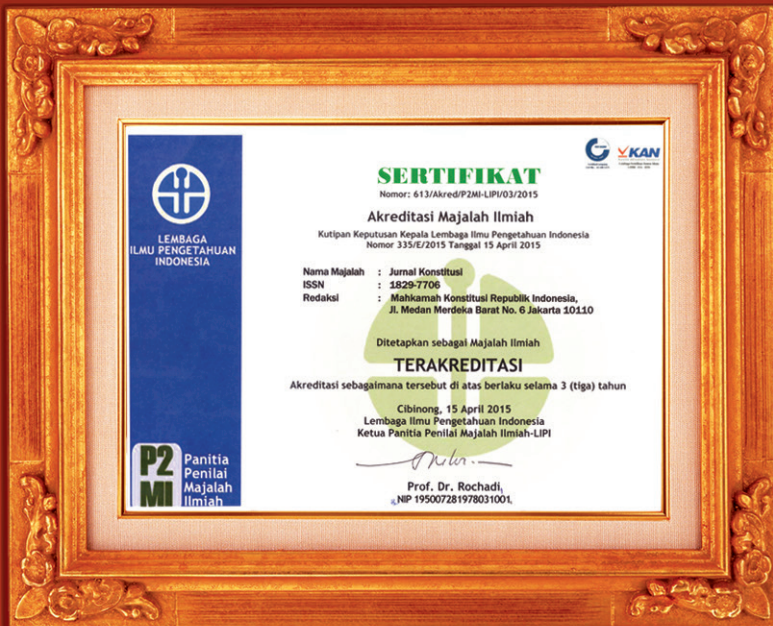 LEMBAGA
ILMU PENGETAHUAN
INDONESIA
P2
MI
Panitia
Penilai
Majalah
Ilmiah
KAN
SERTIFIKAT
Nomor: 613/Akred/P2MI-LIPI/03/2015
Akreditasi Majalah Ilmiah
Kutipan Keputusan Kepala Lembaga Ilmu Pengetahuan Indonesia
Nomor 335/E/2015 Tanggal 15 April 2015
Nama Majalah : Jurnal Konstitusi
ISSN : 1829-7706
Redaksi : Mahkamah Konstitusi Republik Indonesia,
Jl. Medan Merdeka Barat No. 6 Jakarta 10110
Ditetapkan sebagai Majalah Ilmiah
TERAKREDITASI
Akreditasi sebagaimana tersebut di atas berlaku selama 3 (tiga) tahun
Cibinong, 15 April 2015
Lembaga Ilmu Pengetahuan Indonesia
Ketua Panitia Penilai Majalah Ilmiah-LIPI
Prof. Dr. Rochadi,
NIP 195007281978031001